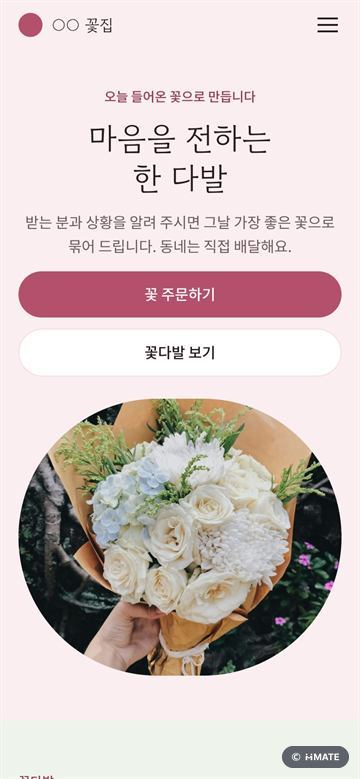 ○○ 꽃집
오늘 들어온 꽃으로 만듭니다
마음을 전하는
한 다발
받는 분과 상황을 알려 주시면 그날 가장 좋은 꽃으로
묶어 드립니다. 동네는 직접 배달해요.
꽃 주문하기
꽃다발 보기
© HMATE